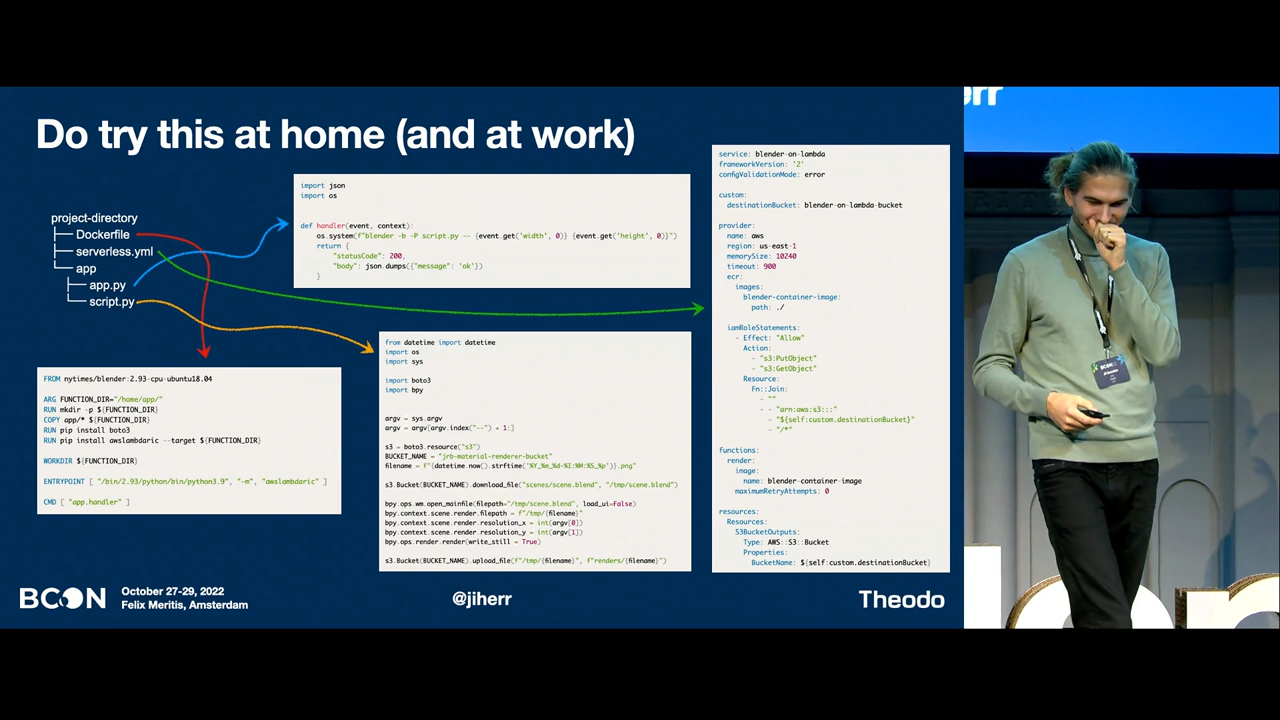 Do try this at home (and at work)
project-directory
├── Dockerfile
├── serverless.yml
└── app
├── app.py
└── script.py
import json
import os
def handler(event, context):
os.system(f"blender -b -P script.py -- {event.get('width', 0)} {event.get('height', 0)}")
return {
"statusCode": 200,
"body": json.dumps({"message": 'ok'})
}
FROM nytimes/blender:2.93-cpu-ubuntu18.04
ARG FUNCTION_DIR="/home/app/"
RUN mkdir -p ${FUNCTION_DIR}
COPY app/* ${FUNCTION_DIR}
RUN pip install boto3
RUN pip install awslambdaric --target ${FUNCTION_DIR}
WORKDIR ${FUNCTION_DIR}
ENTRYPOINT [ "/bin/2.93/python/bin/python3.9", "-m", "awslambdaric" ]
CMD [ "app.handler" ]
from datetime import datetime
import os
import sys
import boto3
import bpy
argv = sys.argv
argv = argv[argv.index("--") + 1:]
s3 = boto3.resource("s3")
BUCKET_NAME = "jrb-material-renderer-bucket"
filename = f"{datetime.now().strftime('%Y_%m_%d-%I:%M:%S_%p')}.png"
s3.Bucket(BUCKET_NAME).download_file("scenes/scene.blend", "/tmp/scene.blend")
bpy.ops.wm.open_mainfile(filepath="/tmp/scene.blend", load_ui=False)
bpy.context.scene.render.filepath = f"/tmp/{filename}"
bpy.context.scene.render.resolution_x = int(argv[0])
bpy.context.scene.render.resolution_y = int(argv[1])
bpy.ops.render.render(write_still = True)
s3.Bucket(BUCKET_NAME).upload_file(f"/tmp/{filename}", f"renders/{filename}")
service: blender-on-lambda
frameworkVersion: '2'
configValidationMode: error
custom:
destinationBucket: blender-on-lambda-bucket
provider:
name: aws
region: us-east-1
memorySize: 10240
timeout: 900
ecr:
images:
blender-container-image:
path: ./
iamRoleStatements:
- Effect: "Allow"
Action:
- "s3:PutObject"
- "s3:GetObject"
Resource:
Fn::Join:
- ""
- - "arn:aws:s3:::"
- "${self:custom.destinationBucket}"
- "/*"
functions:
render:
image:
name: blender-container-image
maximumRetryAttempts: 0
resources:
Resources:
S3BucketOutputs:
Type: AWS::S3::Bucket
Properties:
BucketName: ${self:custom.destinationBucket}
BCON
October 27-29, 2022
Felix Meritis, Amsterdam
@jiherr
Theodo
err
BCON